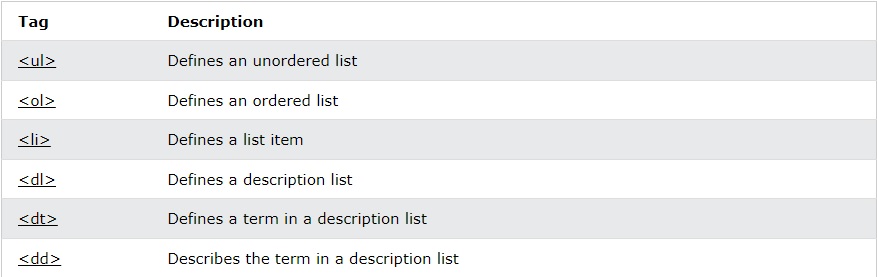 Tag Description
<ul> Defines an unordered list
<ol> Defines an ordered list
<li> Defines a list item
<dl> Defines a description list
<dt> Defines a term in a description list
<dd> Describes the term in a description list